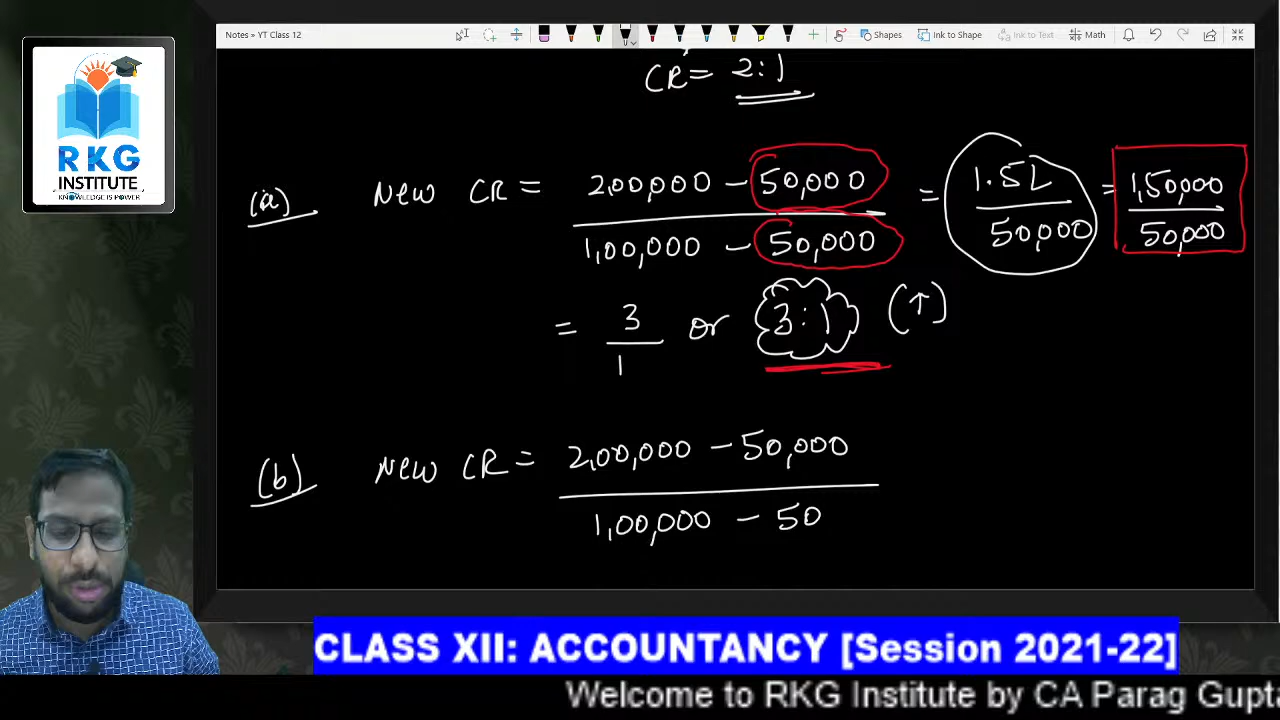 Notes » YT Class 12
Shapes
Ink to Shape
Ink to Text
Math
CR = 2:1
RKG
INSTITUTE
KNOWLEDGE IS POWER
(a) New CR = 2,00,000 - 50,000 / 1,00,000 - 50,000 = 1.5L / 50,000 = 1,50,000 / 50,000
= 3 / 1 or 3:1 (↑)
(b) New CR = 2,00,000 - 50,000 / 1,00,000 - 50
CLASS XII: ACCOUNTANCY [Session 2021-22]
Welcome to RKG Institute by CA Parag Gupta